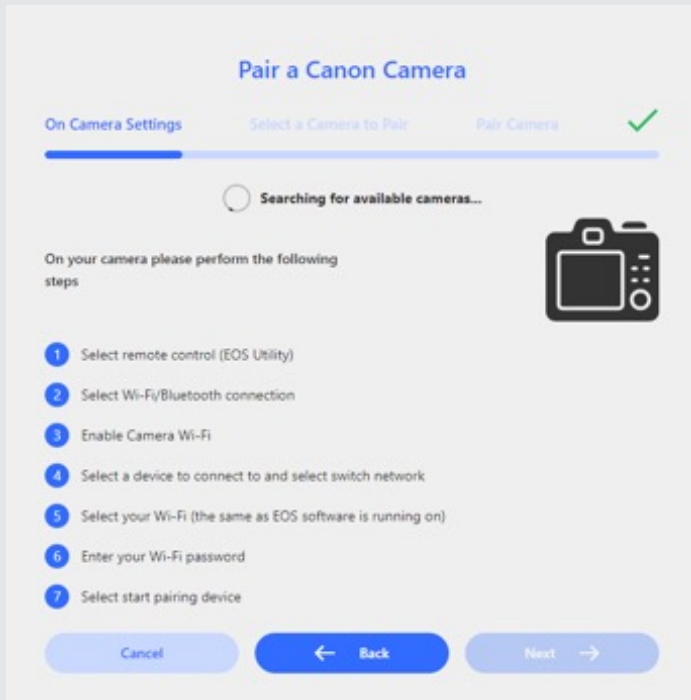 Pair a Canon Camera
On Camera Settings
Select a Camera to Pair
Pair Camera
Searching for available cameras...
On your camera please perform the following
steps
1 Select remote control (EOS Utility)
2 Select Wi-Fi/Bluetooth connection
3 Enable Camera Wi-Fi
4 Select a device to connect to and select switch network
5 Select your Wi-Fi (the same as EOS software is running on)
6 Enter your Wi-Fi password
7 Select start pairing device
Cancel
Back
Next